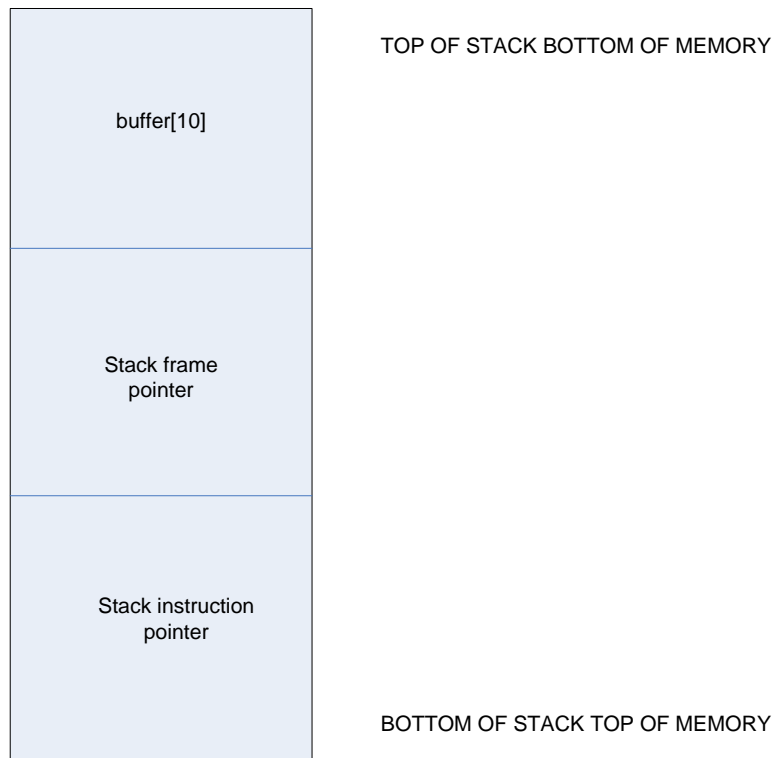 TOP OF STACK BOTTOM OF MEMORY
buffer[10]
Stack frame
pointer
Stack instruction
pointer
BOTTOM OF STACK TOP OF MEMORY